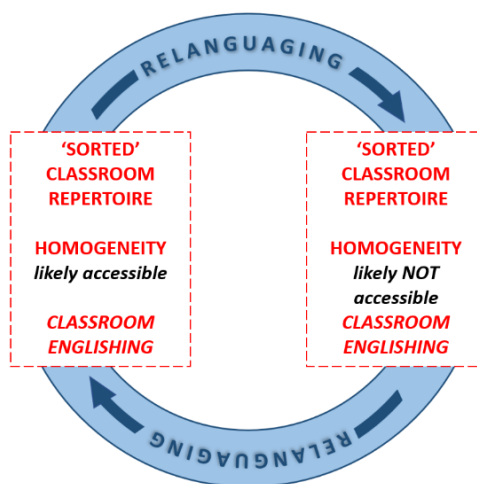 RELANGUAGING
‘SORTED’
CLASSROOM
REPERTOIRE
HOMOGENEITY
likely accessible
CLASSROOM
ENGLISHING
‘SORTED’
CLASSROOM
REPERTOIRE
HOMOGENEITY
likely NOT
accessible
CLASSROOM
ENGLISHING
RELANGUAGING